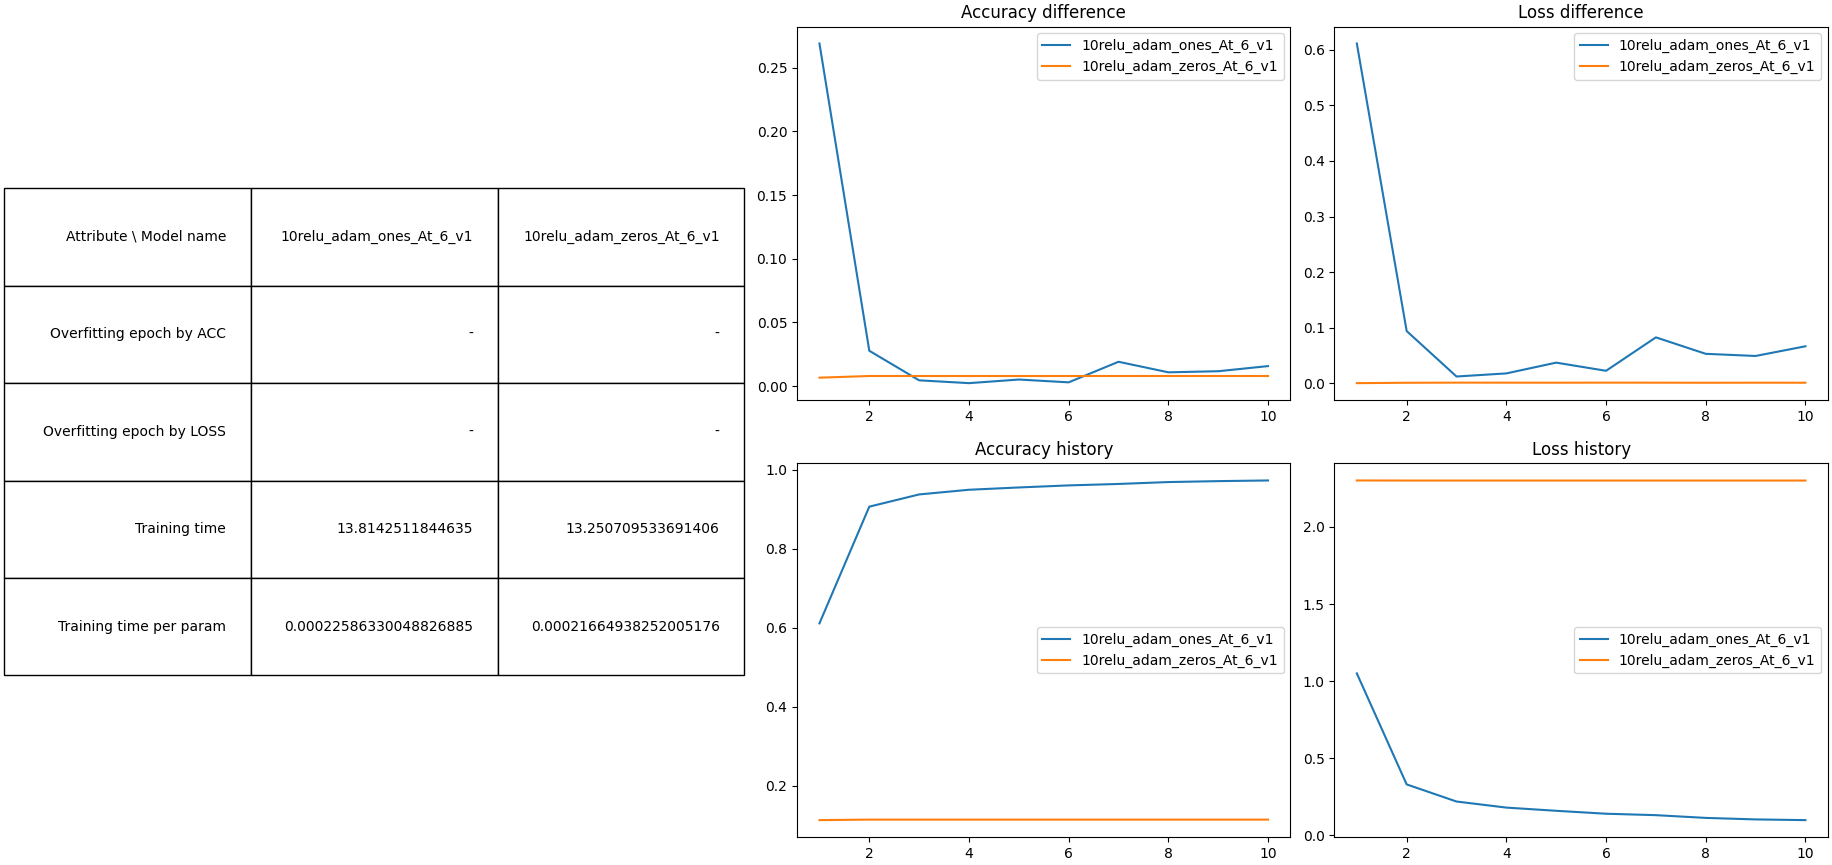 Attribute \ Model name 10relu_adam_ones_At_6_v1 10relu_adam_zeros_At_6_v1
Overfitting epoch by ACC - -
Overfitting epoch by LOSS - -
Training time 13.8142511844635 13.250709533691406
Training time per param 0.00022586330048826885 0.00021664938252005176
Accuracy difference
10relu_adam_ones_At_6_v1
10relu_adam_zeros_At_6_v1
0.25
0.20
0.15
0.10
0.05
0.00
2 4 6 8 10
Loss difference
10relu_adam_ones_At_6_v1
10relu_adam_zeros_At_6_v1
0.6
0.5
0.4
0.3
0.2
0.1
0.0
2 4 6 8 10
Accuracy history
1.0
0.8
0.6
0.4
0.2
10relu_adam_ones_At_6_v1
10relu_adam_zeros_At_6_v1
2 4 6 8 10
Loss history
2.0
1.5
1.0
0.5
0.0
10relu_adam_ones_At_6_v1
10relu_adam_zeros_At_6_v1
2 4 6 8 10